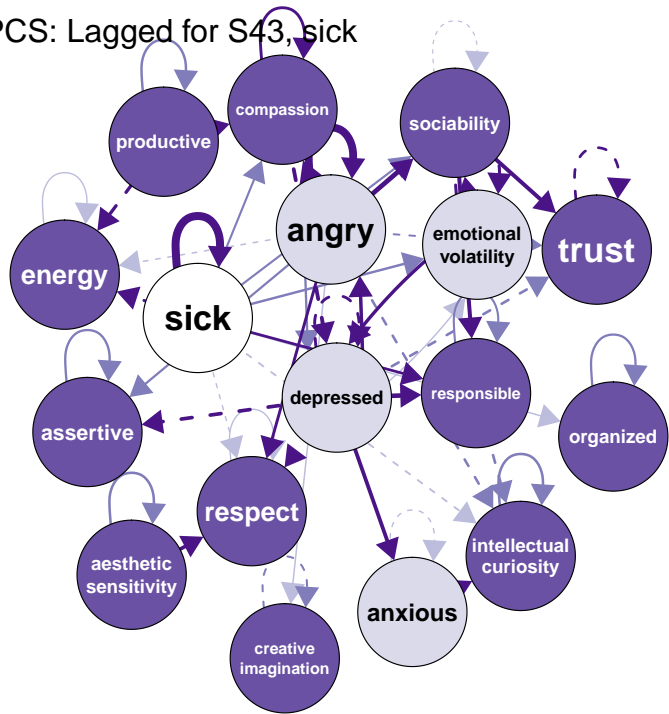 PCS: Lagged for S43, sick
compassion
productive
sociability
angry
emotional
volatility
trust
energy
sick
depressed
responsible
assertive
organized
respect
aesthetic
sensitivity
intellectual
curiosity
anxious
creative
imagination